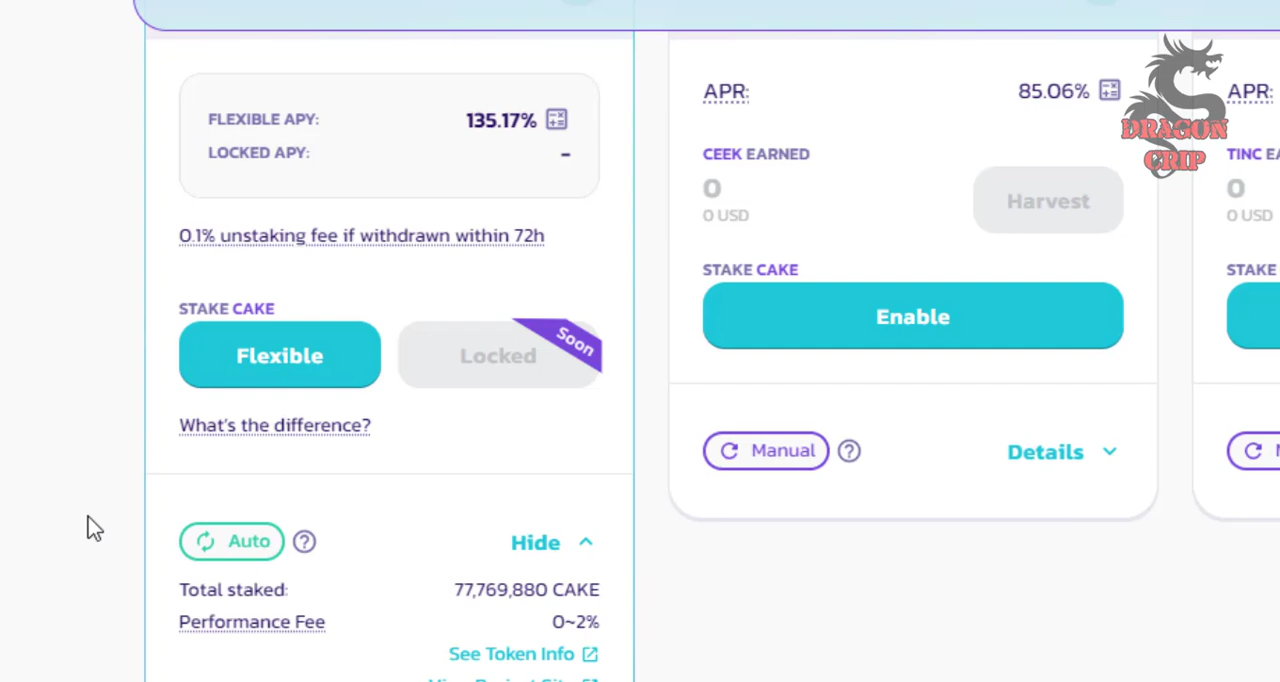 FLEXIBLE APY: 135.17%
LOCKED APY: -
0.1% unstaking fee if withdrawn within 72h
STAKE CAKE
Flexible
Locked
Soon
What's the difference?
Auto
Hide
Total staked: 77,769,880 CAKE
Performance Fee 0~2%
See Token Info
APR: 85.06%
CEEK EARNED
0
0 USD
Harvest
STAKE CAKE
Enable
Manual
Details
DRAGON
CRIP
APR:
TINC
0
0 USD
STAKE